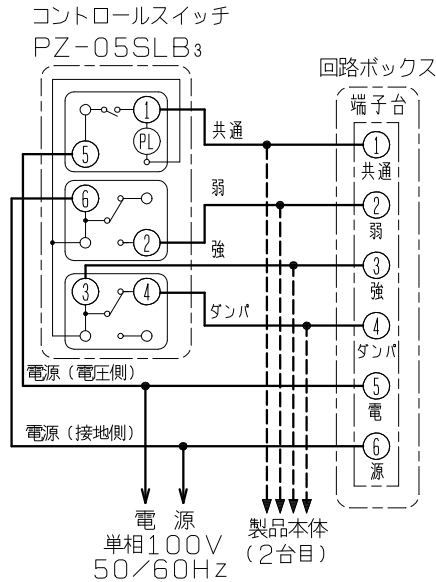 コントロールスイッチ
PZ-05SLB3
回路ボックス
端子台
1
PL
5
共通
1
共通
6
2
弱
2
弱
強
3
強
3
4
ダンパ
4
ダンパ
電源(電圧側)
5
電
電源(接地側)
6
源
電 源
単相100V
50/60Hz
製品本体
(2台目)